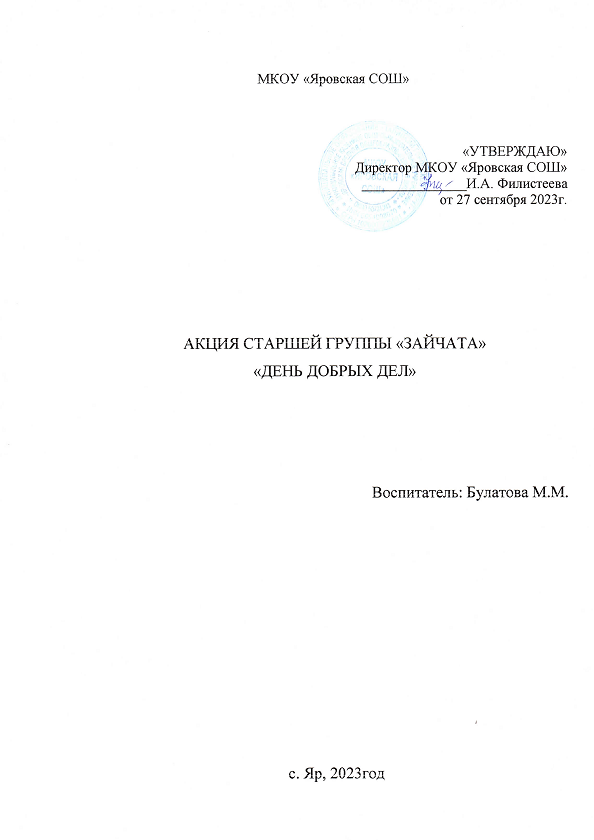 МКОУ «Яровская СОШ»
«УТВЕРЖДАЮ»
Директор МКОУ «Яровская СОШ»
И.А. Филистеева
от 27 сентября 2023г.
АКЦИЯ СТАРШЕЙ ГРУППЫ «ЗАЙЧАТА»
«ДЕНЬ ДОБРЫХ ДЕЛ»
Воспитатель: Булатова М.М.
с. Яр, 2023год